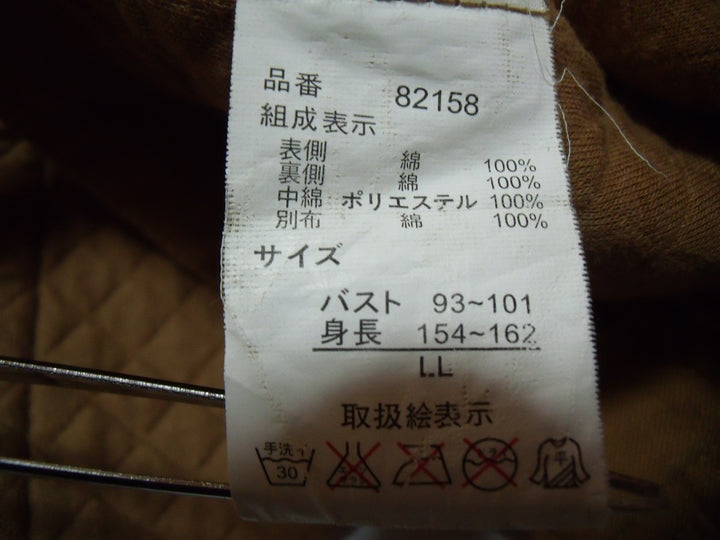 品番 82158
組成表示
表側 綿 100%
裏側 綿 100%
中綿 ポリエステル 100%
別布 綿 100%
サイズ
バスト 93~101
身長 154~162
LL
取扱絵表示
手洗イ
30
平